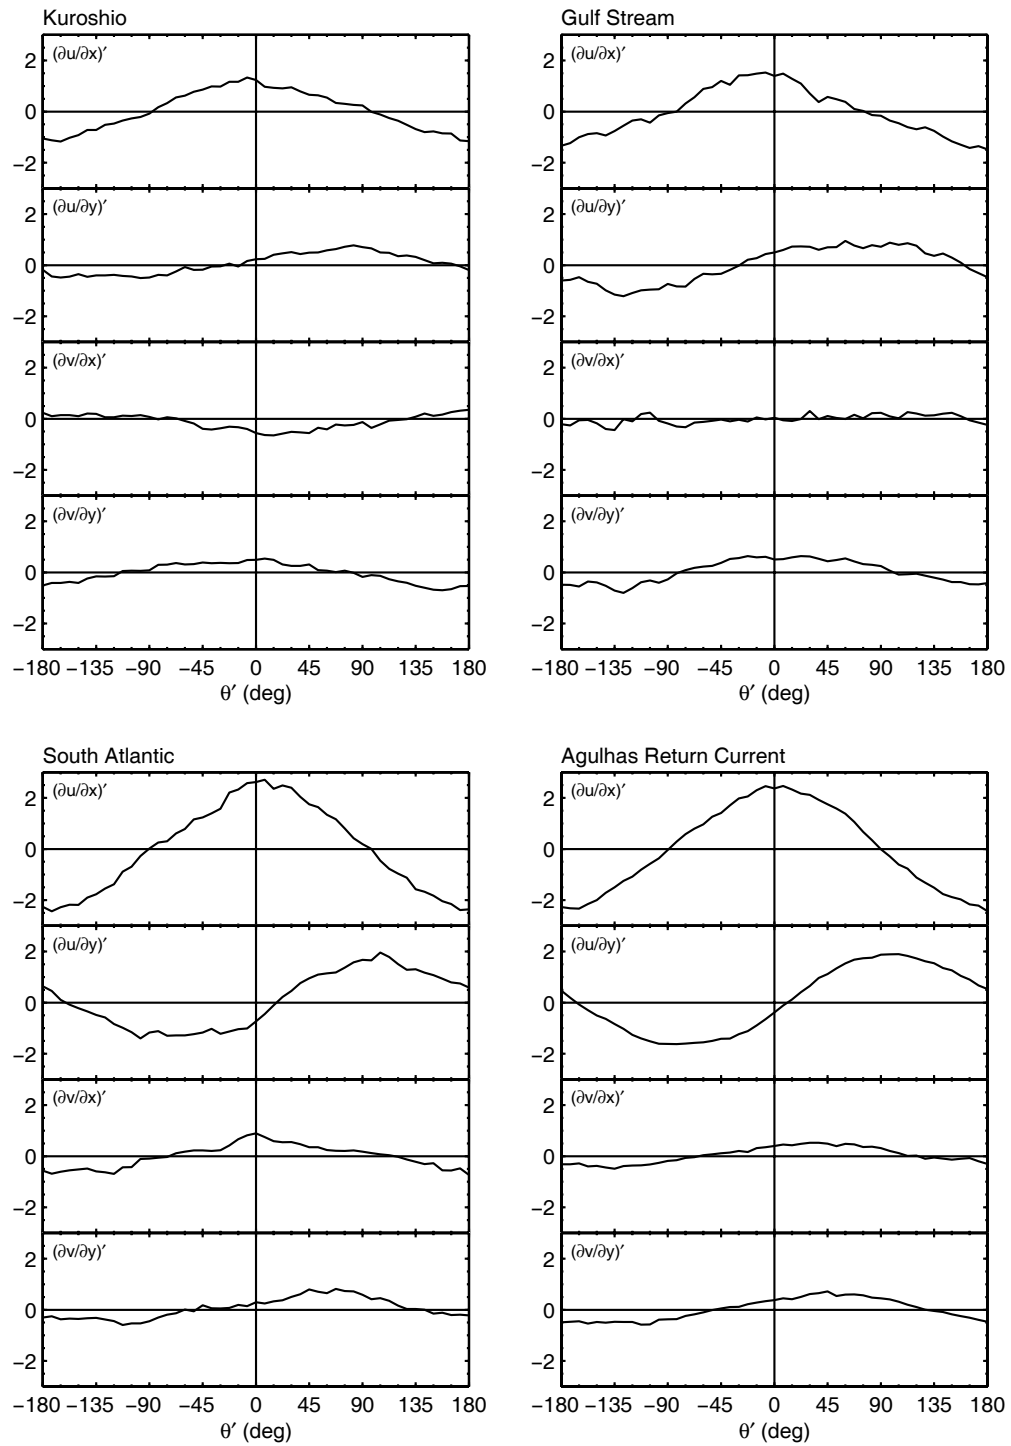 Kuroshio
(∂u/∂x)′
2
0
−2
(∂u/∂y)′
2
0
−2
(∂v/∂x)′
2
0
−2
(∂v/∂y)′
2
0
−2
−180 −135 −90 −45 0 45 90 135 180
θ′ (deg)
Gulf Stream
(∂u/∂x)′
2
0
−2
(∂u/∂y)′
2
0
−2
(∂v/∂x)′
2
0
−2
(∂v/∂y)′
2
0
−2
−180 −135 −90 −45 0 45 90 135 180
θ′ (deg)
South Atlantic
(∂u/∂x)′
2
0
−2
(∂u/∂y)′
2
0
−2
(∂v/∂x)′
2
0
−2
(∂v/∂y)′
2
0
−2
−180 −135 −90 −45 0 45 90 135 180
θ′ (deg)
Agulhas Return Current
(∂u/∂x)′
2
0
−2
(∂u/∂y)′
2
0
−2
(∂v/∂x)′
2
0
−2
(∂v/∂y)′
2
0
−2
−180 −135 −90 −45 0 45 90 135 180
θ′ (deg)